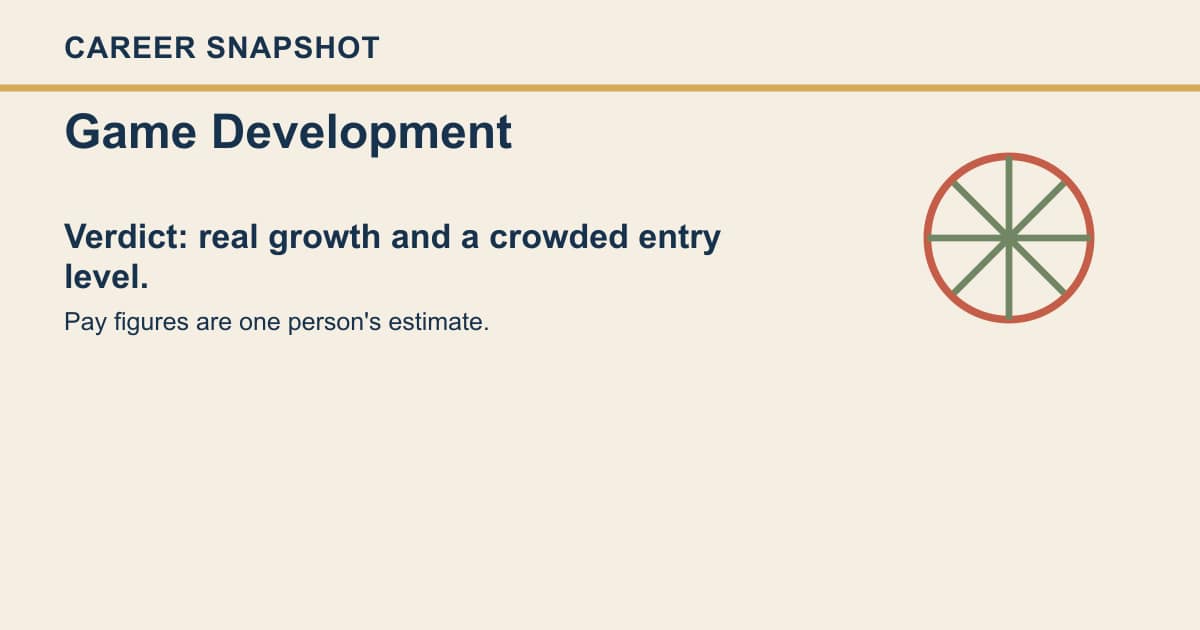 CAREER SNAPSHOT
Game Development
Verdict: real growth and a crowded entry
level.
Pay figures are one person's estimate.